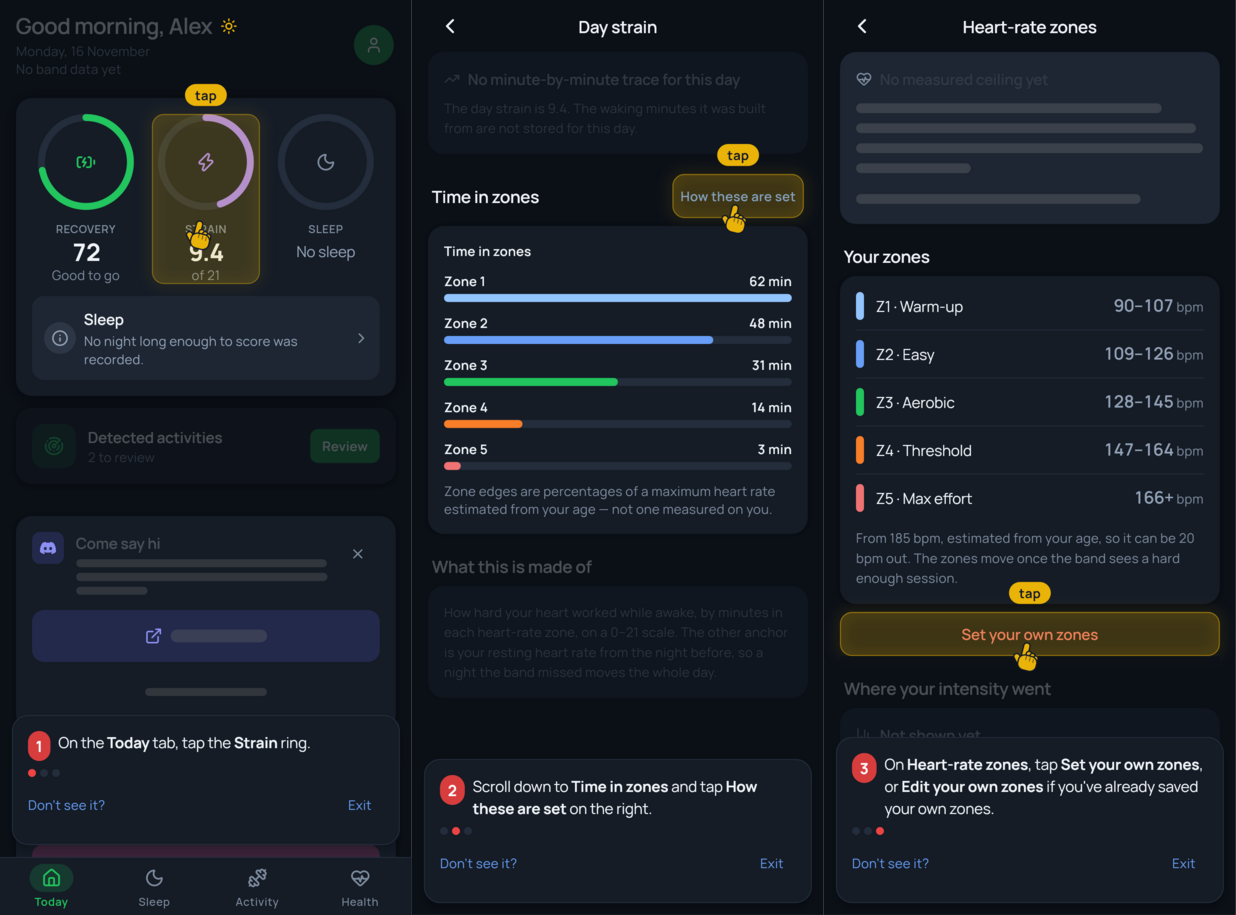 Good morning, Alex
Monday, 16 November
No band data yet
tap
RECOVERY
72
Good to go
STRAIN
9.4
of 21
SLEEP
No sleep
Sleep
No night long enough to score was
recorded.
Detected activities
2 to review
Review
Come say hi
1
On the Today tab, tap the Strain ring.
Don't see it?
Exit
Today
Sleep
Activity
Health
Day strain
No minute-by-minute trace for this day
The day strain is 9.4. The waking minutes it was built
from are not stored for this day.
tap
Time in zones
How these are set
Time in zones
Zone 1
62 min
Zone 2
48 min
Zone 3
31 min
Zone 4
14 min
Zone 5
3 min
Zone edges are percentages of a maximum heart rate
estimated from your age — not one measured on you.
What this is made of
How hard your heart worked while awake, by minutes in
each heart-rate zone, on a 0–21 scale. The other anchor
is your resting heart rate from the night before, so a
night the band missed moves the whole day.
2
Scroll down to Time in zones and tap How
these are set on the right.
Don't see it?
Exit
Heart-rate zones
No measured ceiling yet
Your zones
Z1 · Warm-up
90–107 bpm
Z2 · Easy
109–126 bpm
Z3 · Aerobic
128–145 bpm
Z4 · Threshold
147–164 bpm
Z5 · Max effort
166+ bpm
From 185 bpm, estimated from your age, so it can be 20
bpm out. The zones move once the band sees a hard
enough session.
tap
Set your own zones
Where your intensity went
Not shown yet
3
On Heart-rate zones, tap Set your own zones,
or Edit your own zones if you've already saved
your own zones.
Don't see it?
Exit